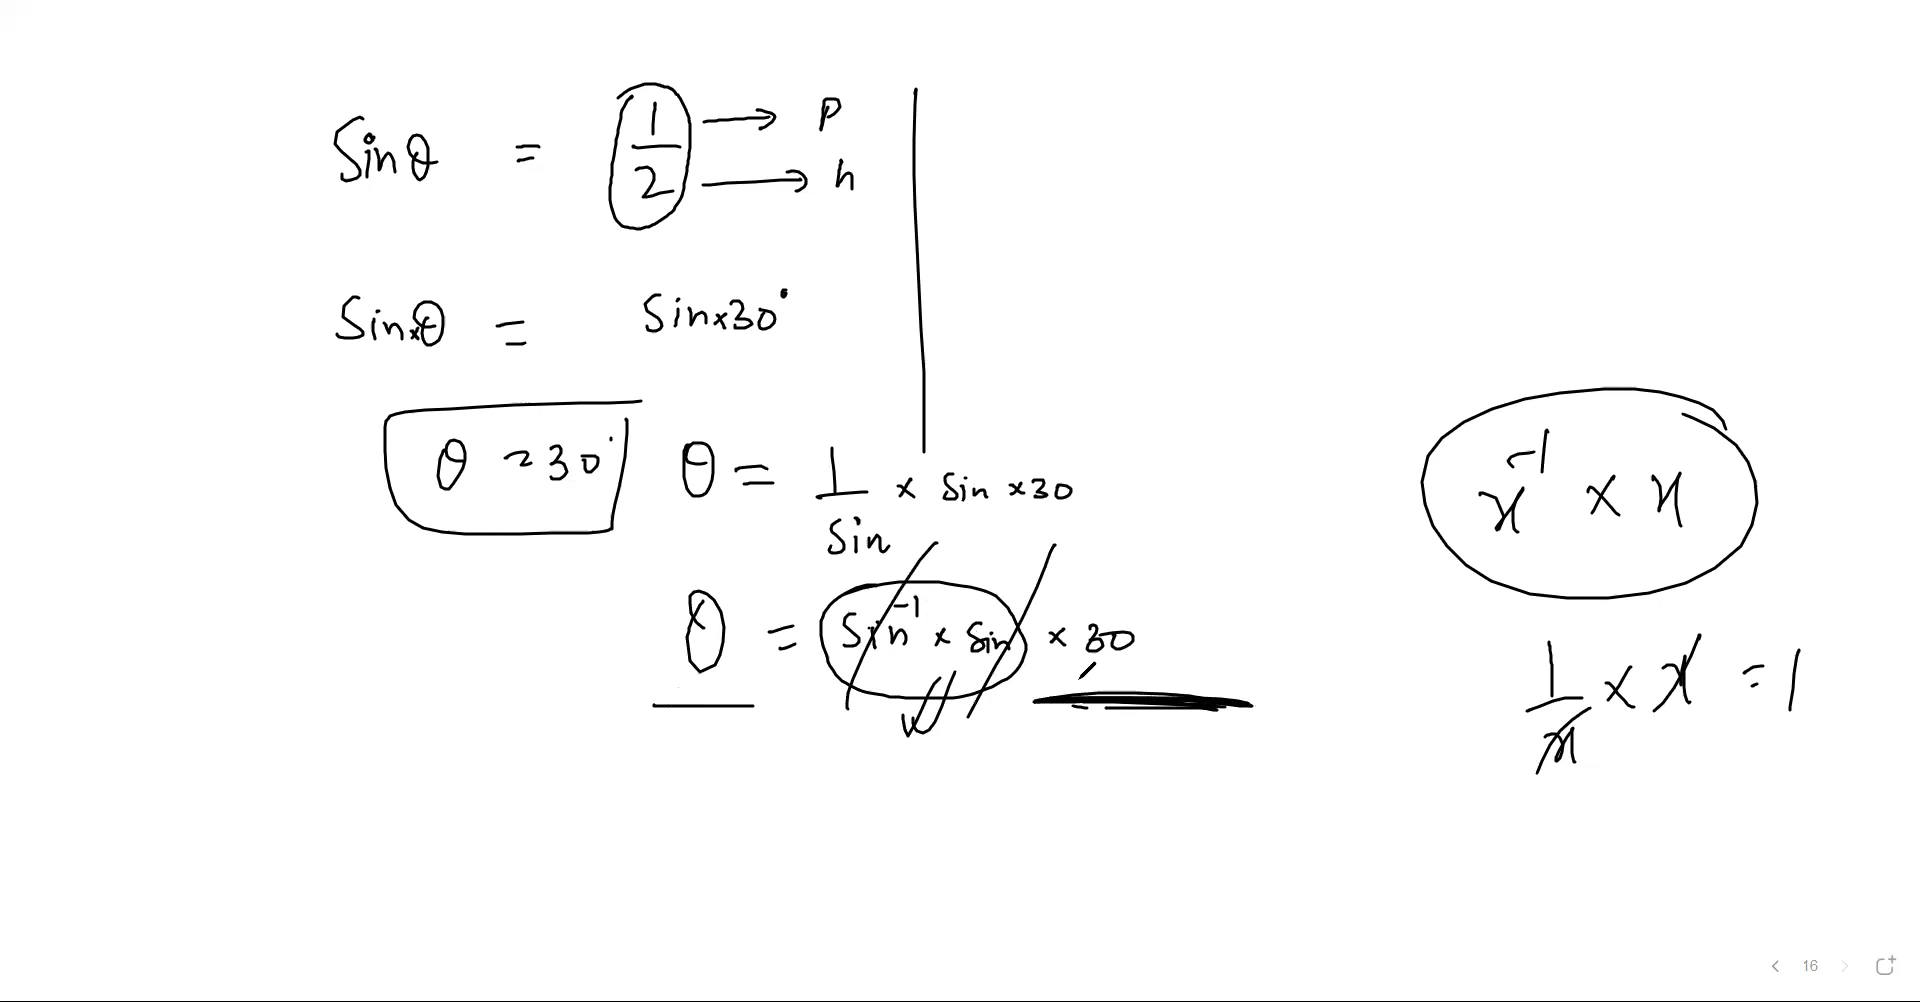 Sinθ = 1/2 → p → h
Sin×θ = Sin×30°
θ = 30°
θ = 1/Sin × Sin ×30
θ = Sin⁻¹ × Sin × 30
x⁻¹ × x
1/x × x = 1
16